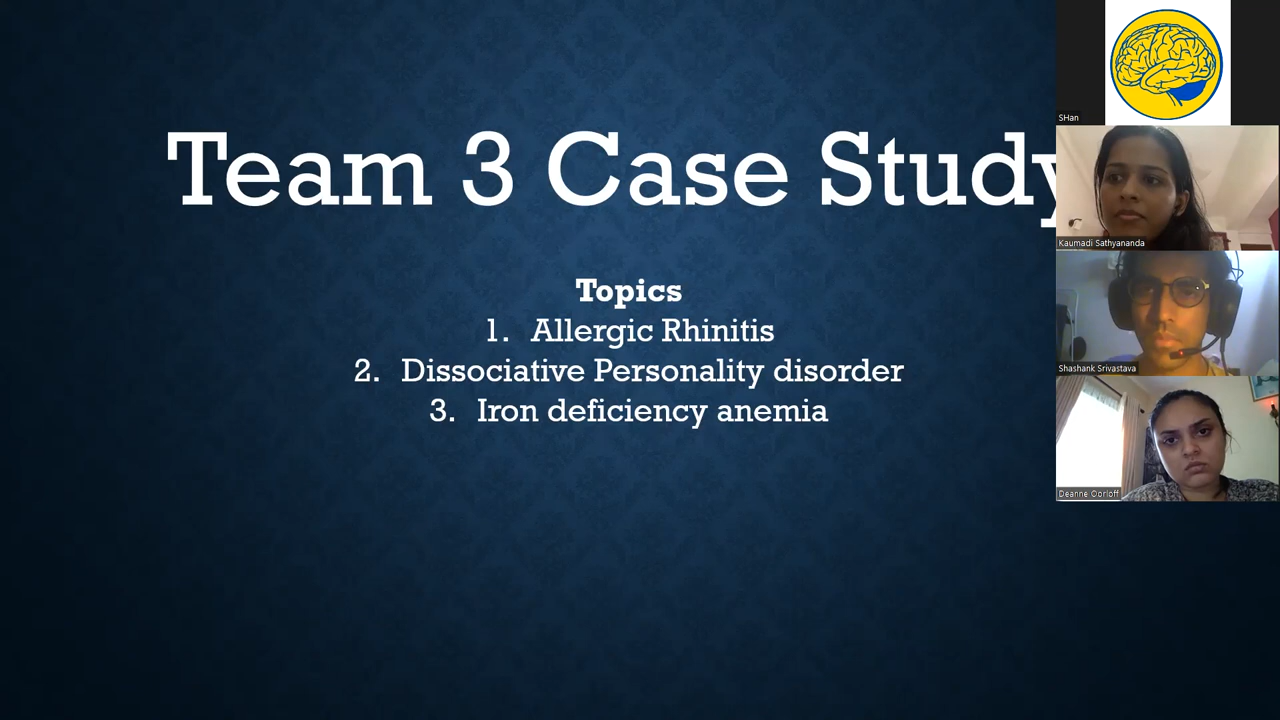 Team 3 Case Study
Topics
1. Allergic Rhinitis
2. Dissociative Personality disorder
3. Iron deficiency anemia
SHan
Kaumadi Sathyananda
Shashank Srivastava
Deanne Oorloff